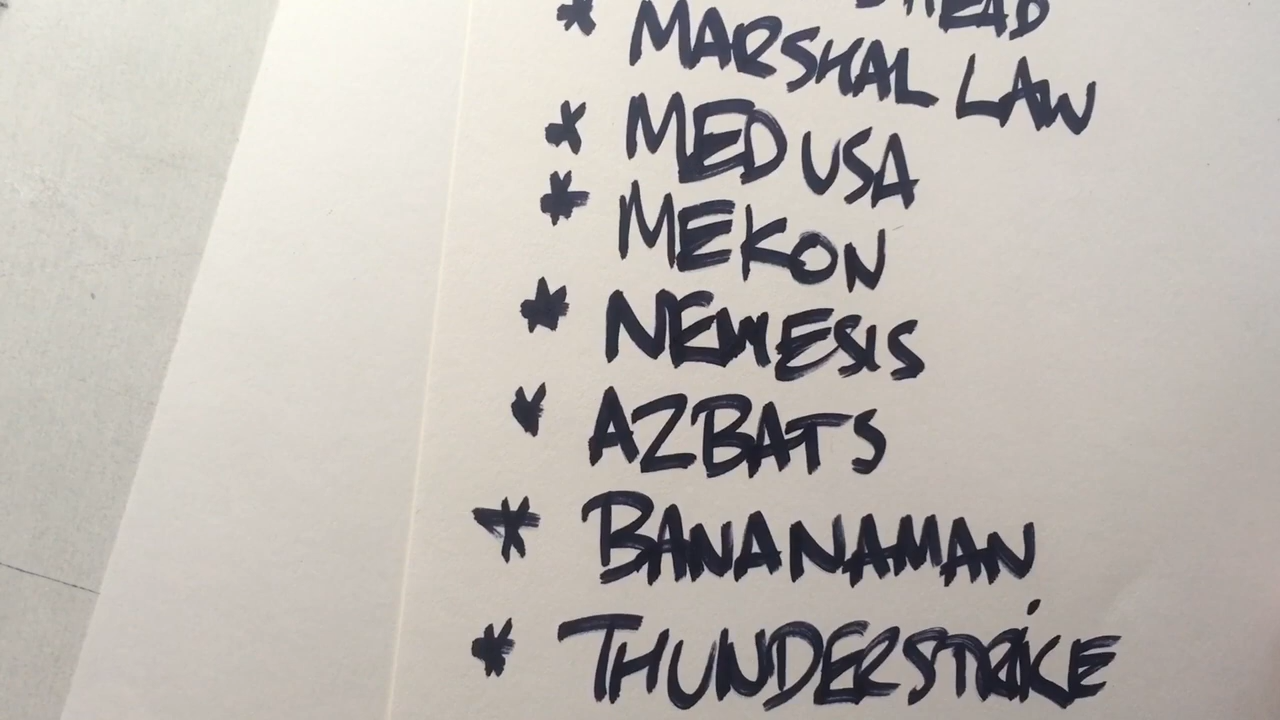 * MARSHAL LAW
* MEDUSA
* MEKON
* NEMESIS
* AZBATS
* BANANAMAN
* THUNDERSTRIKE